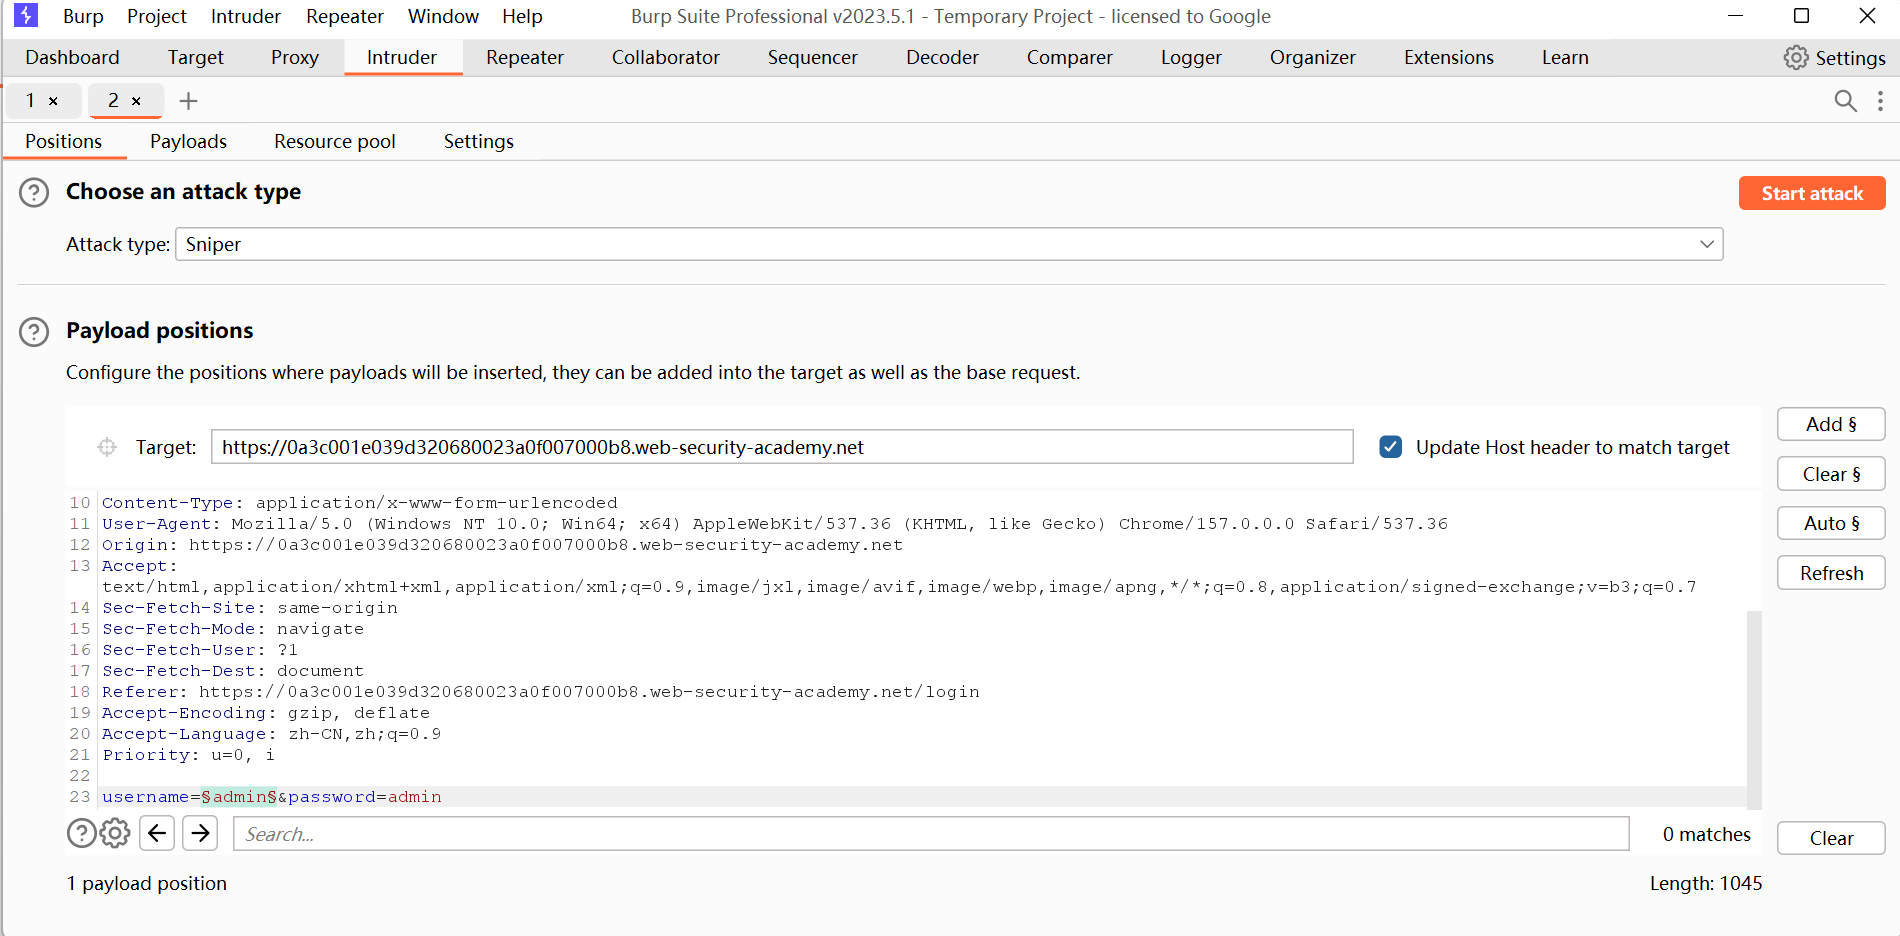 Burp Project Intruder Repeater Window Help Burp Suite Professional v2023.5.1 - Temporary Project - licensed to Google
Dashboard Target Proxy Intruder Repeater Collaborator Sequencer Decoder Comparer Logger Organizer Extensions Learn Settings
1 × 2 × +
Positions Payloads Resource pool Settings
Choose an attack type
Start attack
Attack type: Sniper
Payload positions
Configure the positions where payloads will be inserted, they can be added into the target as well as the base request.
Target: https://0a3c001e039d320680023a0f007000b8.web-security-academy.net Update Host header to match target
Add §
Clear §
Auto §
Refresh
10 Content-Type: application/x-www-form-urlencoded
11 User-Agent: Mozilla/5.0 (Windows NT 10.0; Win64; x64) AppleWebKit/537.36 (KHTML, like Gecko) Chrome/157.0.0.0 Safari/537.36
12 Origin: https://0a3c001e039d320680023a0f007000b8.web-security-academy.net
13 Accept:
text/html,application/xhtml+xml,application/xml;q=0.9,image/jxl,image/avif,image/webp,image/apng,*/*;q=0.8,application/signed-exchange;v=b3;q=0.7
14 Sec-Fetch-Site: same-origin
15 Sec-Fetch-Mode: navigate
16 Sec-Fetch-User: ?1
17 Sec-Fetch-Dest: document
18 Referer: https://0a3c001e039d320680023a0f007000b8.web-security-academy.net/login
19 Accept-Encoding: gzip, deflate
20 Accept-Language: zh-CN,zh;q=0.9
21 Priority: u=0, i
22
23 username=§admin§&password=admin
Search... 0 matches Clear
1 payload position Length: 1045